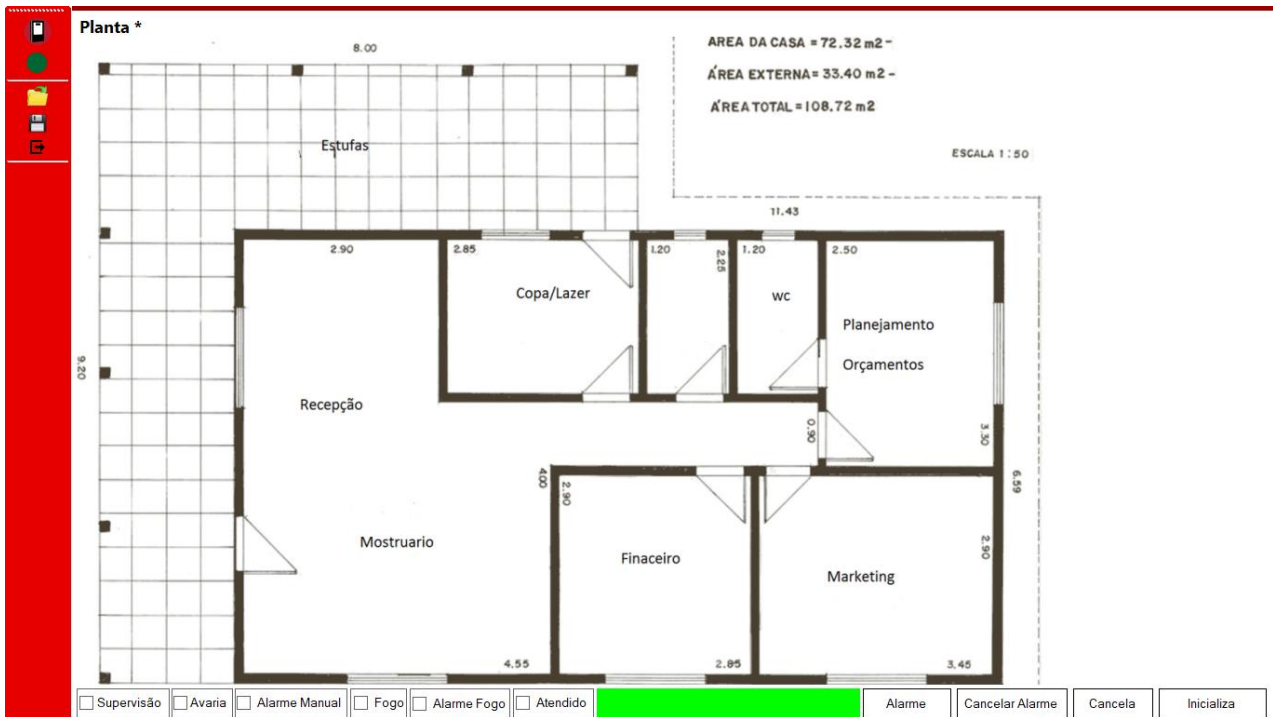 Planta *
8.00
AREA DA CASA = 72.32 m2-
ÁREA EXTERNA= 33.40 m2 -
ÁREA TOTAL = 108.72 m2
Estufas
ESCALA 1:50
11.43
2.90
2.85
1.20
2.25
1.20
2.50
Copa/Lazer
wc
Planejamento
Orçamentos
9.20
Recepção
0.90
3.30
4.00
2.90
6.59
Mostruario
Finaceiro
2.90
Marketing
4.55
2.85
3.45
Supervisão
Avaria
Alarme Manual
Fogo
Alarme Fogo
Atendido
Alarme
Cancelar Alarme
Cancela
Inicializa